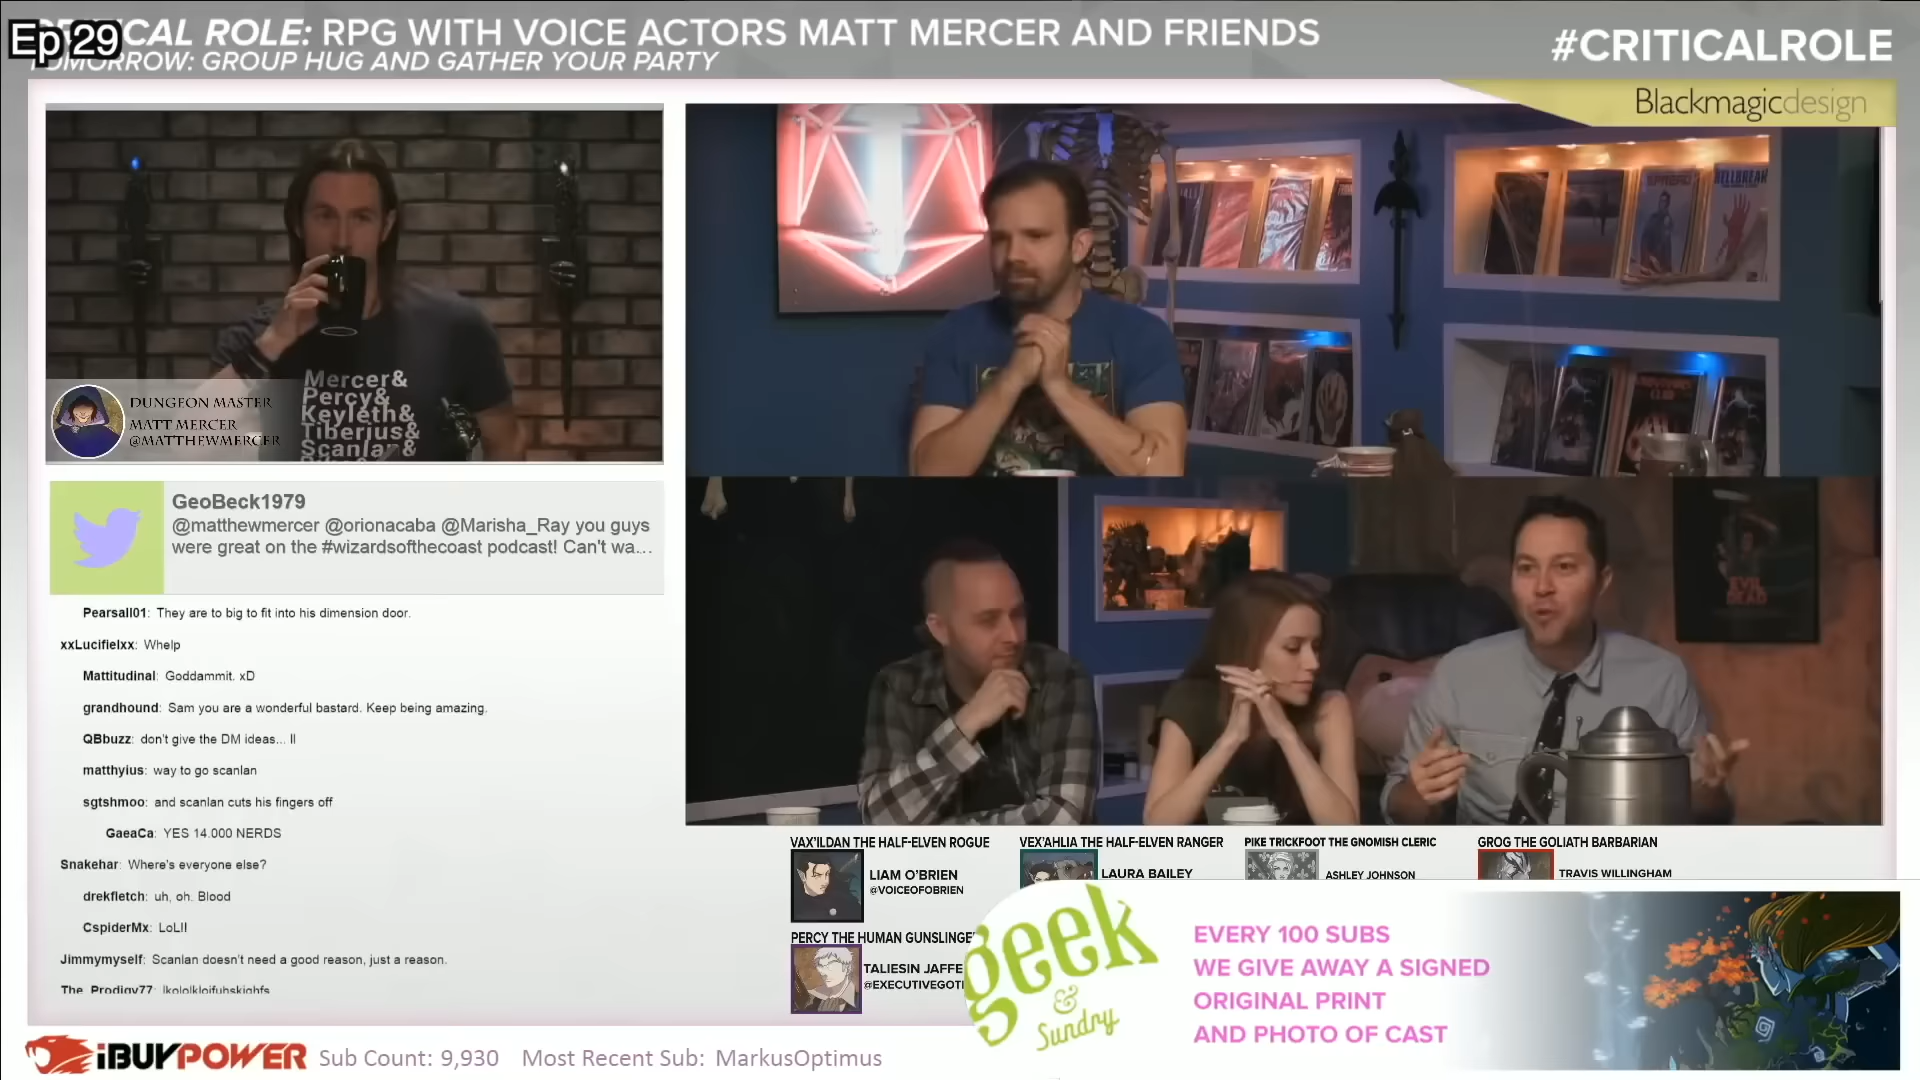 Ep 29
CAL ROLE: RPG WITH VOICE ACTORS MATT MERCER AND FRIENDS
TOMORROW: GROUP HUG AND GATHER YOUR PARTY
#CRITICALROLE
Blackmagicdesign
Mercer&
Percy&
Keyleth&
Tiberius&
Scanlan&
DUNGEON MASTER
MATT MERCER
@MATTHEWMERCER
HELLBREAK
EVIL
DEAD
GeoBeck1979
@matthewmercer @orionacaba @Marisha_Ray you guys
were great on the #wizardsofthecoast podcast! Can't wa...
Pearsall01: They are to big to fit into his dimension door.
xxLucifielxx: Whelp
Mattitudinal: Goddammit. xD
grandhound: Sam you are a wonderful bastard. Keep being amazing.
QBbuzz: don't give the DM ideas... ll
matthyius: way to go scanlan
sgtshmoo: and scanlan cuts his fingers off
GaeaCa: YES 14.000 NERDS
Snakehar: Where's everyone else?
drekfletch: uh, oh. Blood
CspiderMx: LoLll
Jimmymyself: Scanlan doesn't need a good reason, just a reason.
The_Prodigy77: lkololkloifuhskighfs
VAX'ILDAN THE HALF-ELVEN ROGUE
LIAM O'BRIEN
@VOICEOFOBRIEN
VEX'AHLIA THE HALF-ELVEN RANGER
LAURA BAILEY
PIKE TRICKFOOT THE GNOMISH CLERIC
ASHLEY JOHNSON
GROG THE GOLIATH BARBARIAN
TRAVIS WILLINGHAM
PERCY THE HUMAN GUNSLINGE
TALIESIN JAFFE
@EXECUTIVEGOT
geek
&
Sundry
EVERY 100 SUBS
WE GIVE AWAY A SIGNED
ORIGINAL PRINT
AND PHOTO OF CAST
iBUYPOWER
Sub Count: 9,930 Most Recent Sub: MarkusOptimus